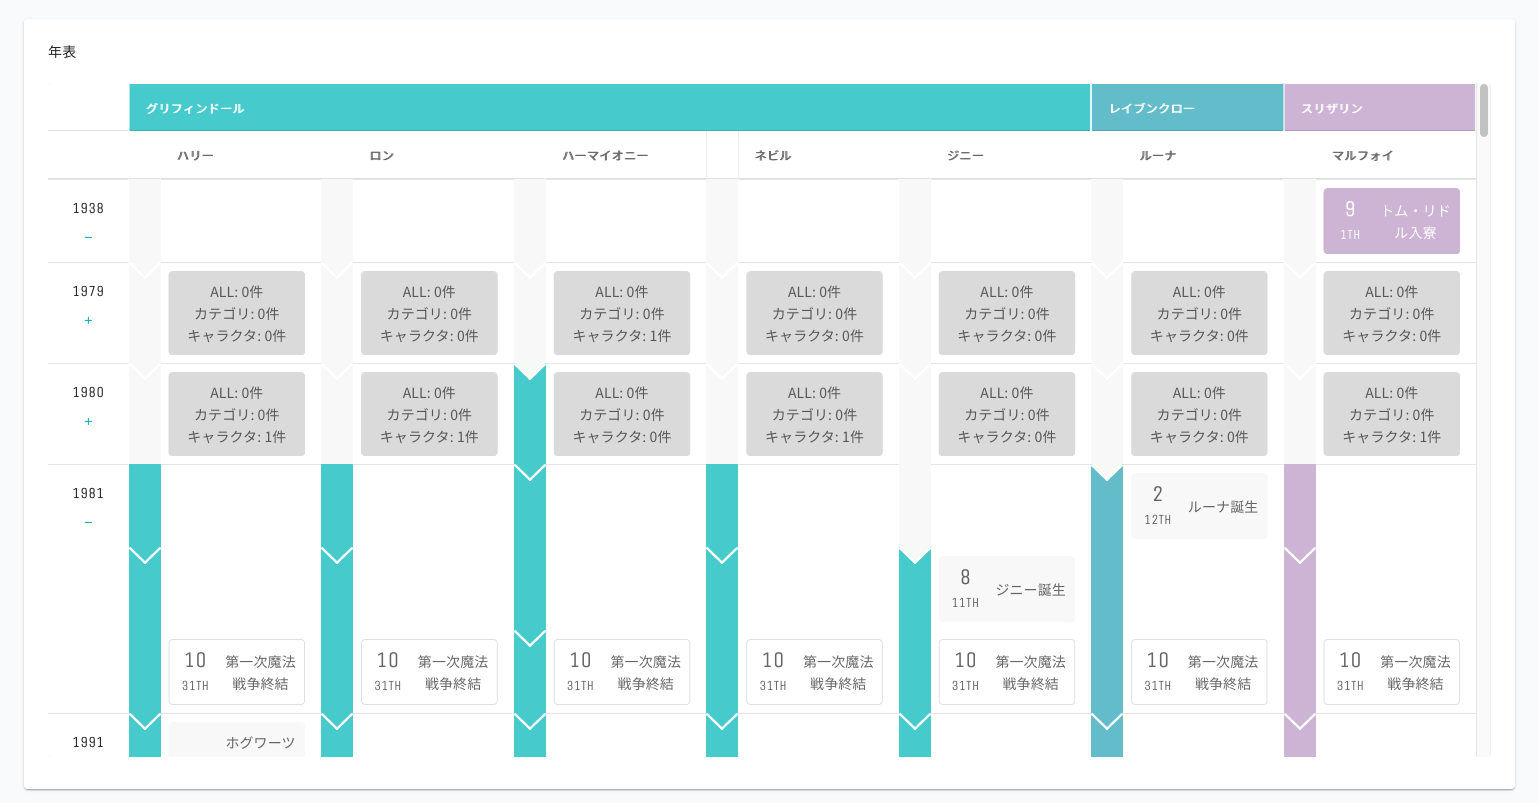 年表
グリフィンドール レイブンクロー スリザリン
ハリー ロン ハーマイオニー ネビル ジニー ルーナ マルフォイ
1938 9 トム・リド
− 1TH ル入寮
1979 ALL: 0件 ALL: 0件 ALL: 0件 ALL: 0件 ALL: 0件 ALL: 0件 ALL: 0件
+ カテゴリ: 0件 カテゴリ: 0件 カテゴリ: 0件 カテゴリ: 0件 カテゴリ: 0件 カテゴリ: 0件 カテゴリ: 0件
キャラクタ: 0件 キャラクタ: 0件 キャラクタ: 1件 キャラクタ: 0件 キャラクタ: 0件 キャラクタ: 0件 キャラクタ: 0件
1980 ALL: 0件 ALL: 0件 ALL: 0件 ALL: 0件 ALL: 0件 ALL: 0件 ALL: 0件
+ カテゴリ: 0件 カテゴリ: 0件 カテゴリ: 0件 カテゴリ: 0件 カテゴリ: 0件 カテゴリ: 0件 カテゴリ: 0件
キャラクタ: 1件 キャラクタ: 1件 キャラクタ: 0件 キャラクタ: 1件 キャラクタ: 0件 キャラクタ: 0件 キャラクタ: 1件
1981 2 ルーナ誕生
− 12TH
8 ジニー誕生
11TH
10 第一次魔法 10 第一次魔法 10 第一次魔法 10 第一次魔法 10 第一次魔法 10 第一次魔法 10 第一次魔法
31TH 戦争終結 31TH 戦争終結 31TH 戦争終結 31TH 戦争終結 31TH 戦争終結 31TH 戦争終結 31TH 戦争終結
1991 ホグワーツ